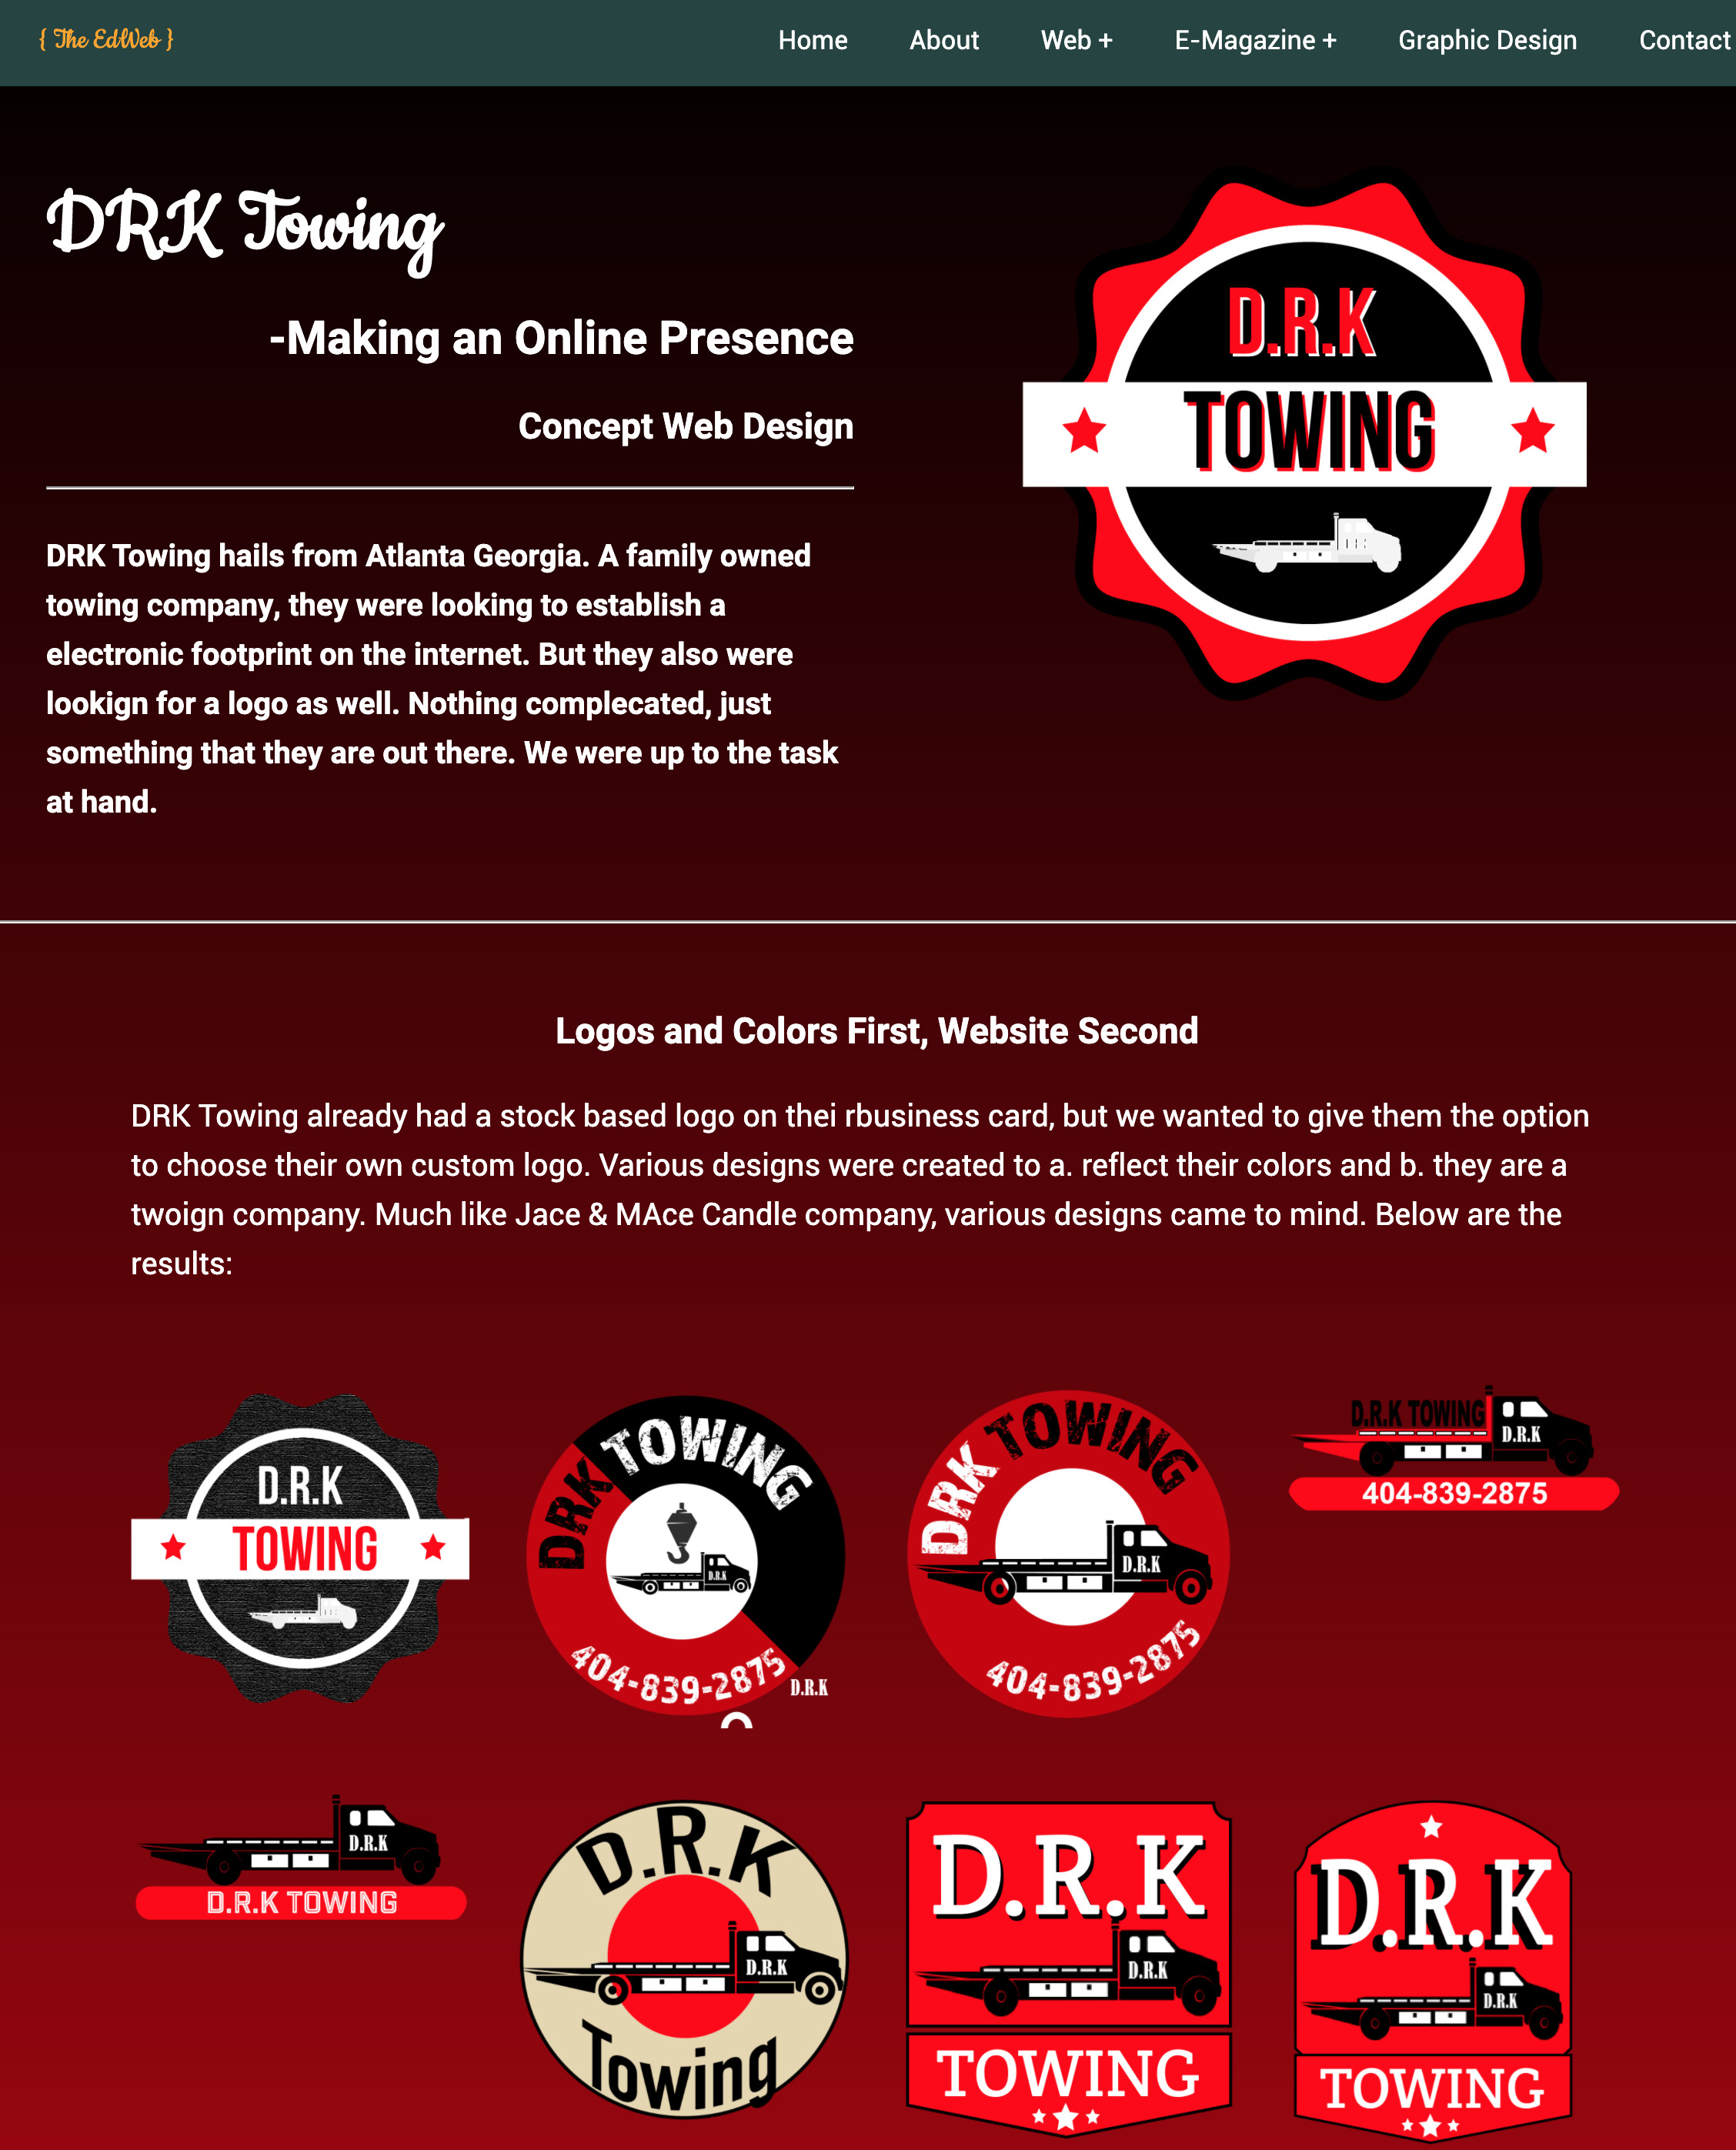 { The EdWeb }
Home About Web + E-Magazine + Graphic Design Contact
DRK Towing
-Making an Online Presence
Concept Web Design
DRK Towing hails from Atlanta Georgia. A family owned
towing company, they were looking to establish a
electronic footprint on the internet. But they also were
lookign for a logo as well. Nothing complecated, just
something that they are out there. We were up to the task
at hand.
D.R.K
TOWING
Logos and Colors First, Website Second
DRK Towing already had a stock based logo on thei rbusiness card, but we wanted to give them the option
to choose their own custom logo. Various designs were created to a. reflect their colors and b. they are a
twoign company. Much like Jace & MAce Candle company, various designs came to mind. Below are the
results:
D.R.K
TOWING
DRK TOWING
D.R.K
404-839-2875
D.R.K
DRK TOWING
D.R.K
404-839-2875
D.R.K TOWING
D.R.K
404-839-2875
D.R.K
D.R.K TOWING
D.R.K
D.R.K
Towing
D.R.K
D.R.K
TOWING
D.R.K
D.R.K
TOWING